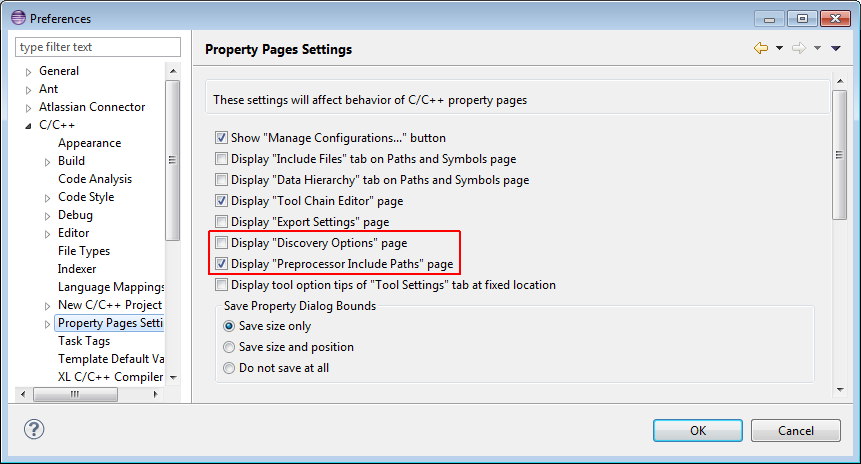 Preferences
type filter text
General
Ant
Atlassian Connector
C/C++
Appearance
Build
Code Analysis
Code Style
Debug
Editor
File Types
Indexer
Language Mappings
New C/C++ Project
Property Pages Setti
Task Tags
Template Default Va
XL C/C++ Compiler
Property Pages Settings
These settings will affect behavior of C/C++ property pages
Show "Manage Configurations..." button
Display "Include Files" tab on Paths and Symbols page
Display "Data Hierarchy" tab on Paths and Symbols page
Display "Tool Chain Editor" page
Display "Export Settings" page
Display "Discovery Options" page
Display "Preprocessor Include Paths" page
Display tool option tips of "Tool Settings" tab at fixed location
Save Property Dialog Bounds
Save size only
Save size and position
Do not save at all
?
OK
Cancel